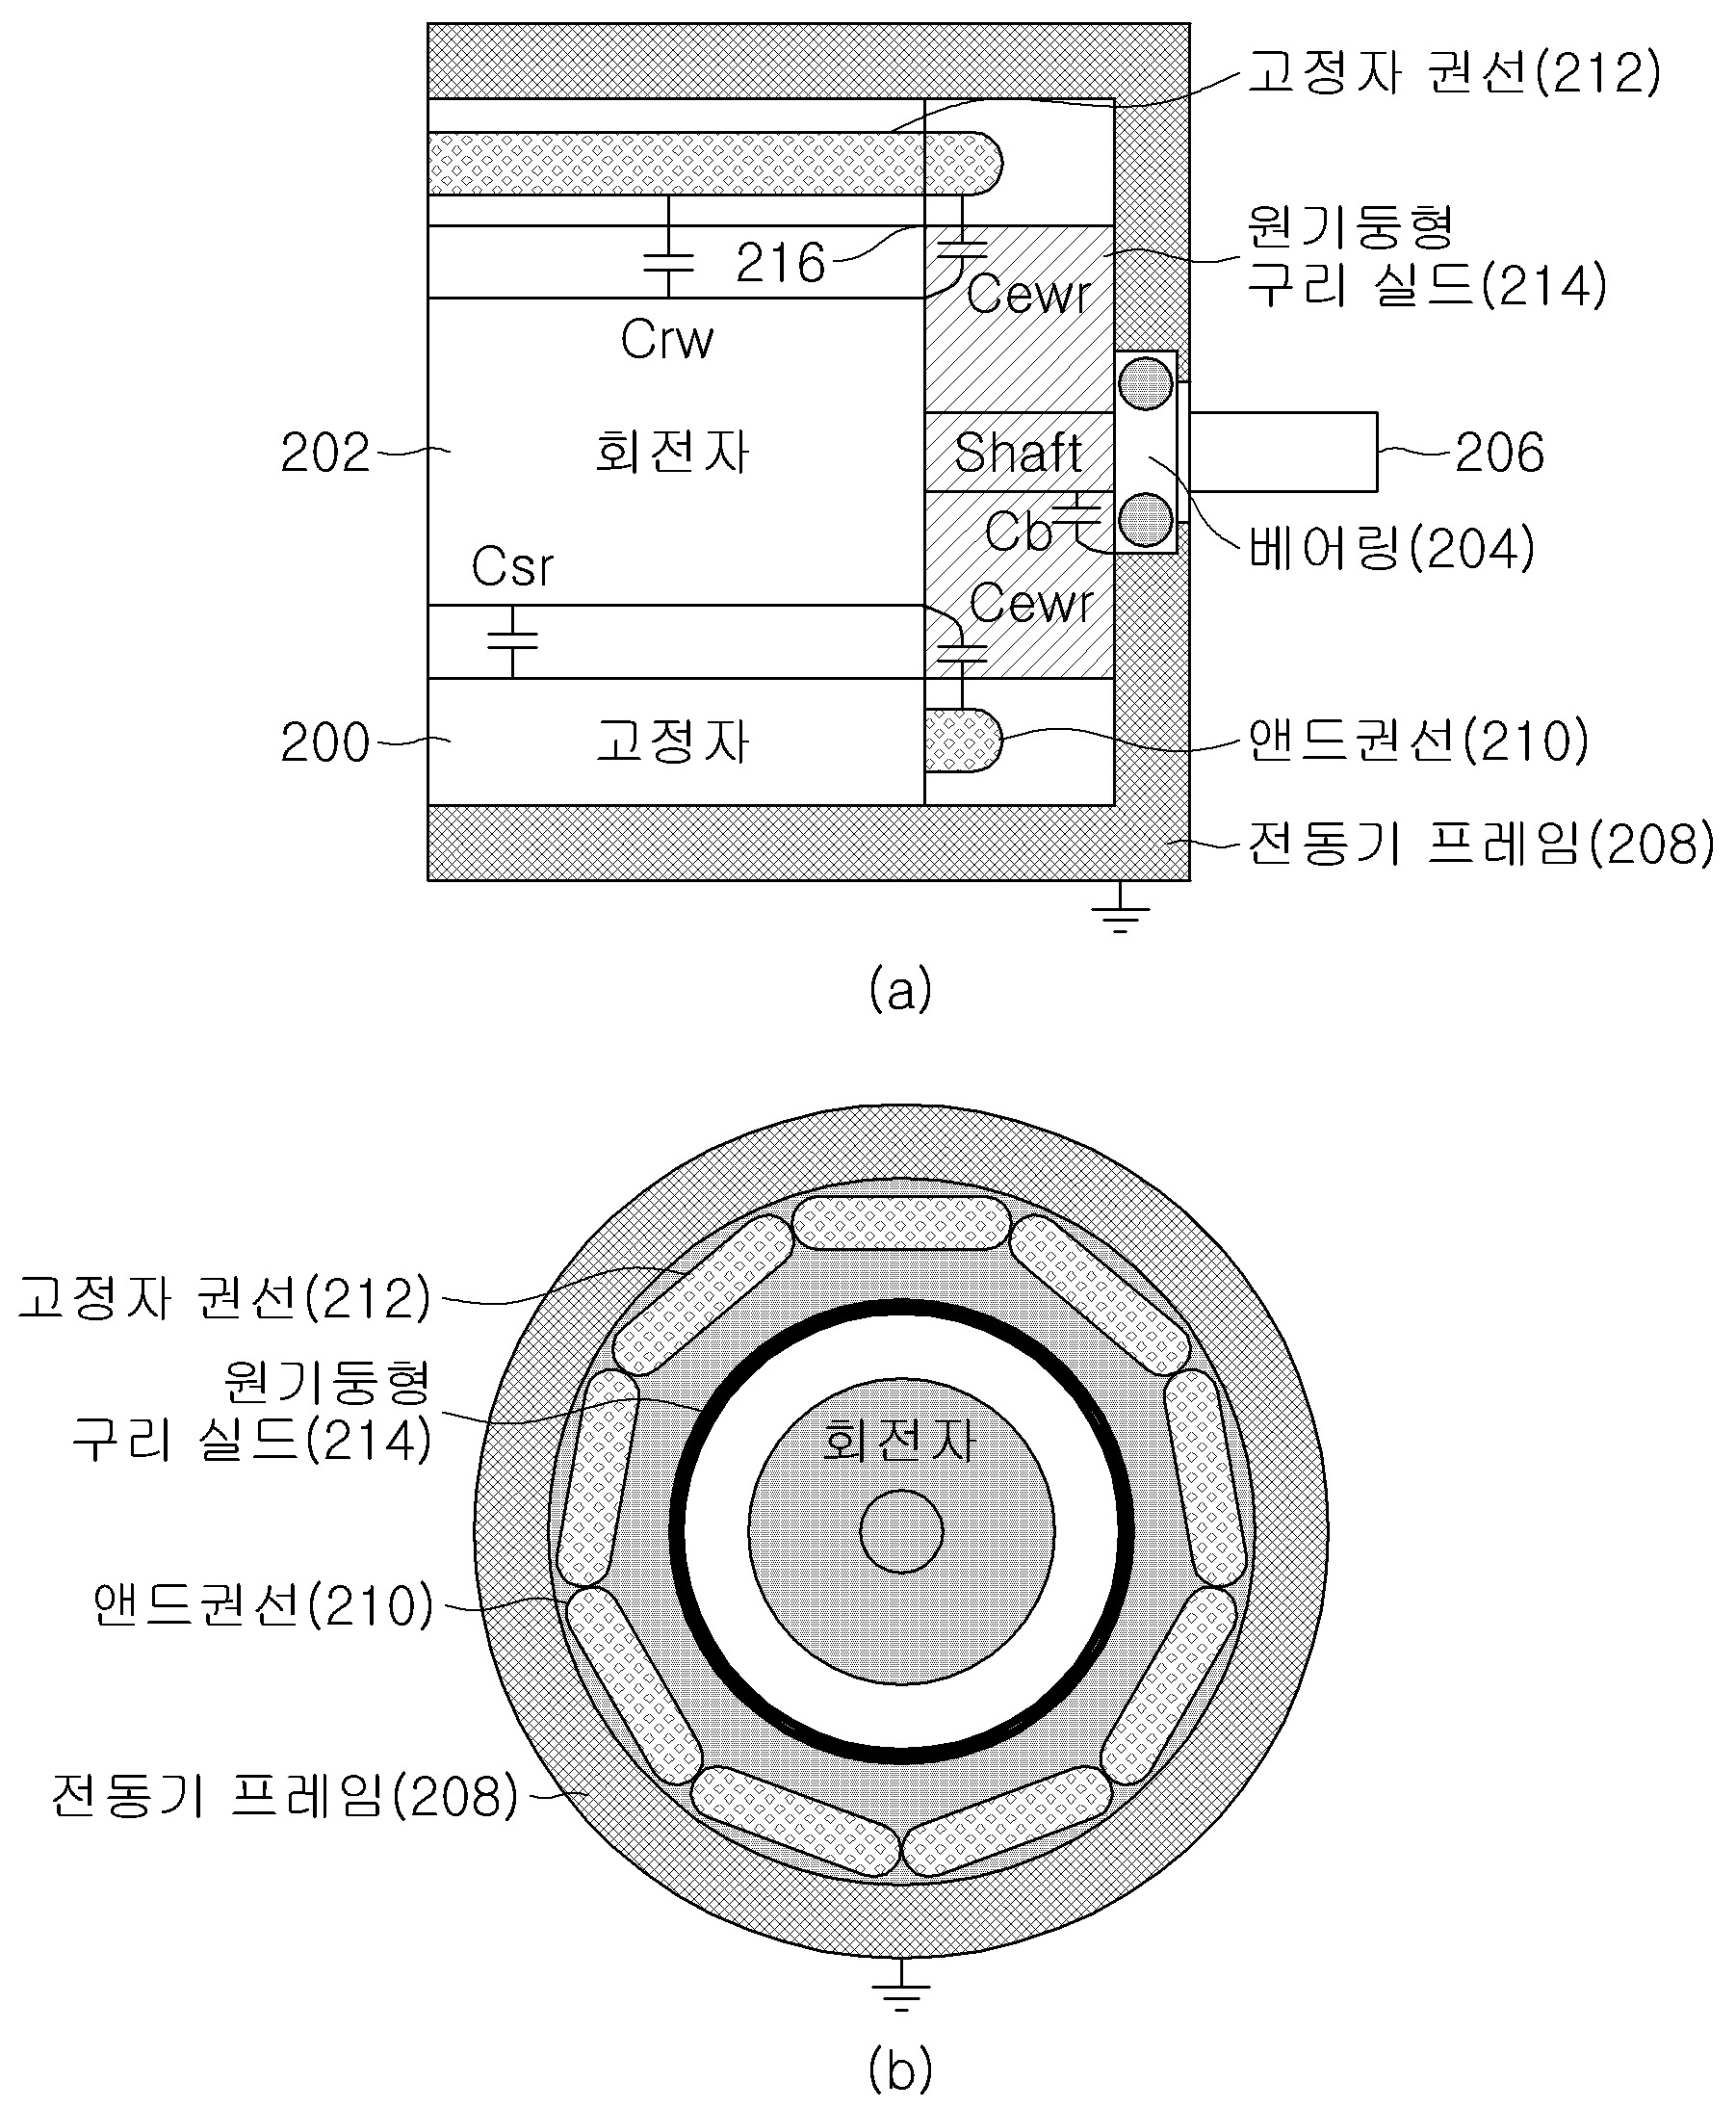 고정자 권선(212)
원기둥형
구리 실드(214)
216
Cewr
Crw
202
회전자
Shaft
206
Cb
베어링(204)
Csr
Cewr
200
고정자
앤드권선(210)
전동기 프레임(208)
(a)
고정자 권선(212)
원기둥형
구리 실드(214)
회전자
앤드권선(210)
전동기 프레임(208)
(b)